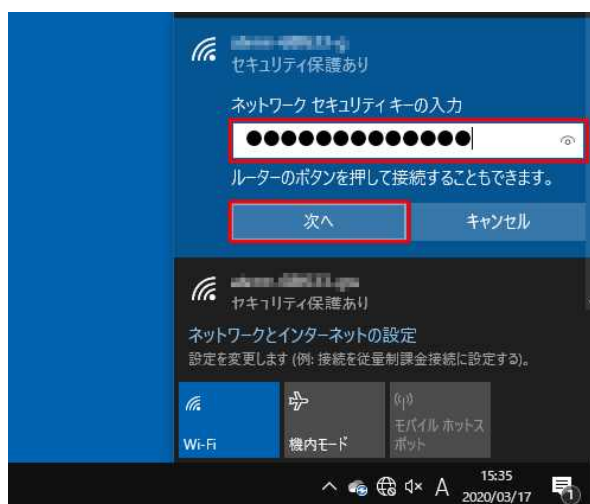 セキュリティ保護あり
ネットワーク セキュリティ キーの入力
●●●●●●●●●●●●●
ルーターのボタンを押して接続することもできます。
次へ
キャンセル
セキュリティ保護あり
ネットワークとインターネットの設定
設定を変更します (例: 接続を従量制課金接続に設定する)。
Wi-Fi
機内モード
モバイル ホットス
ポット
A
15:35
2020/03/17
1